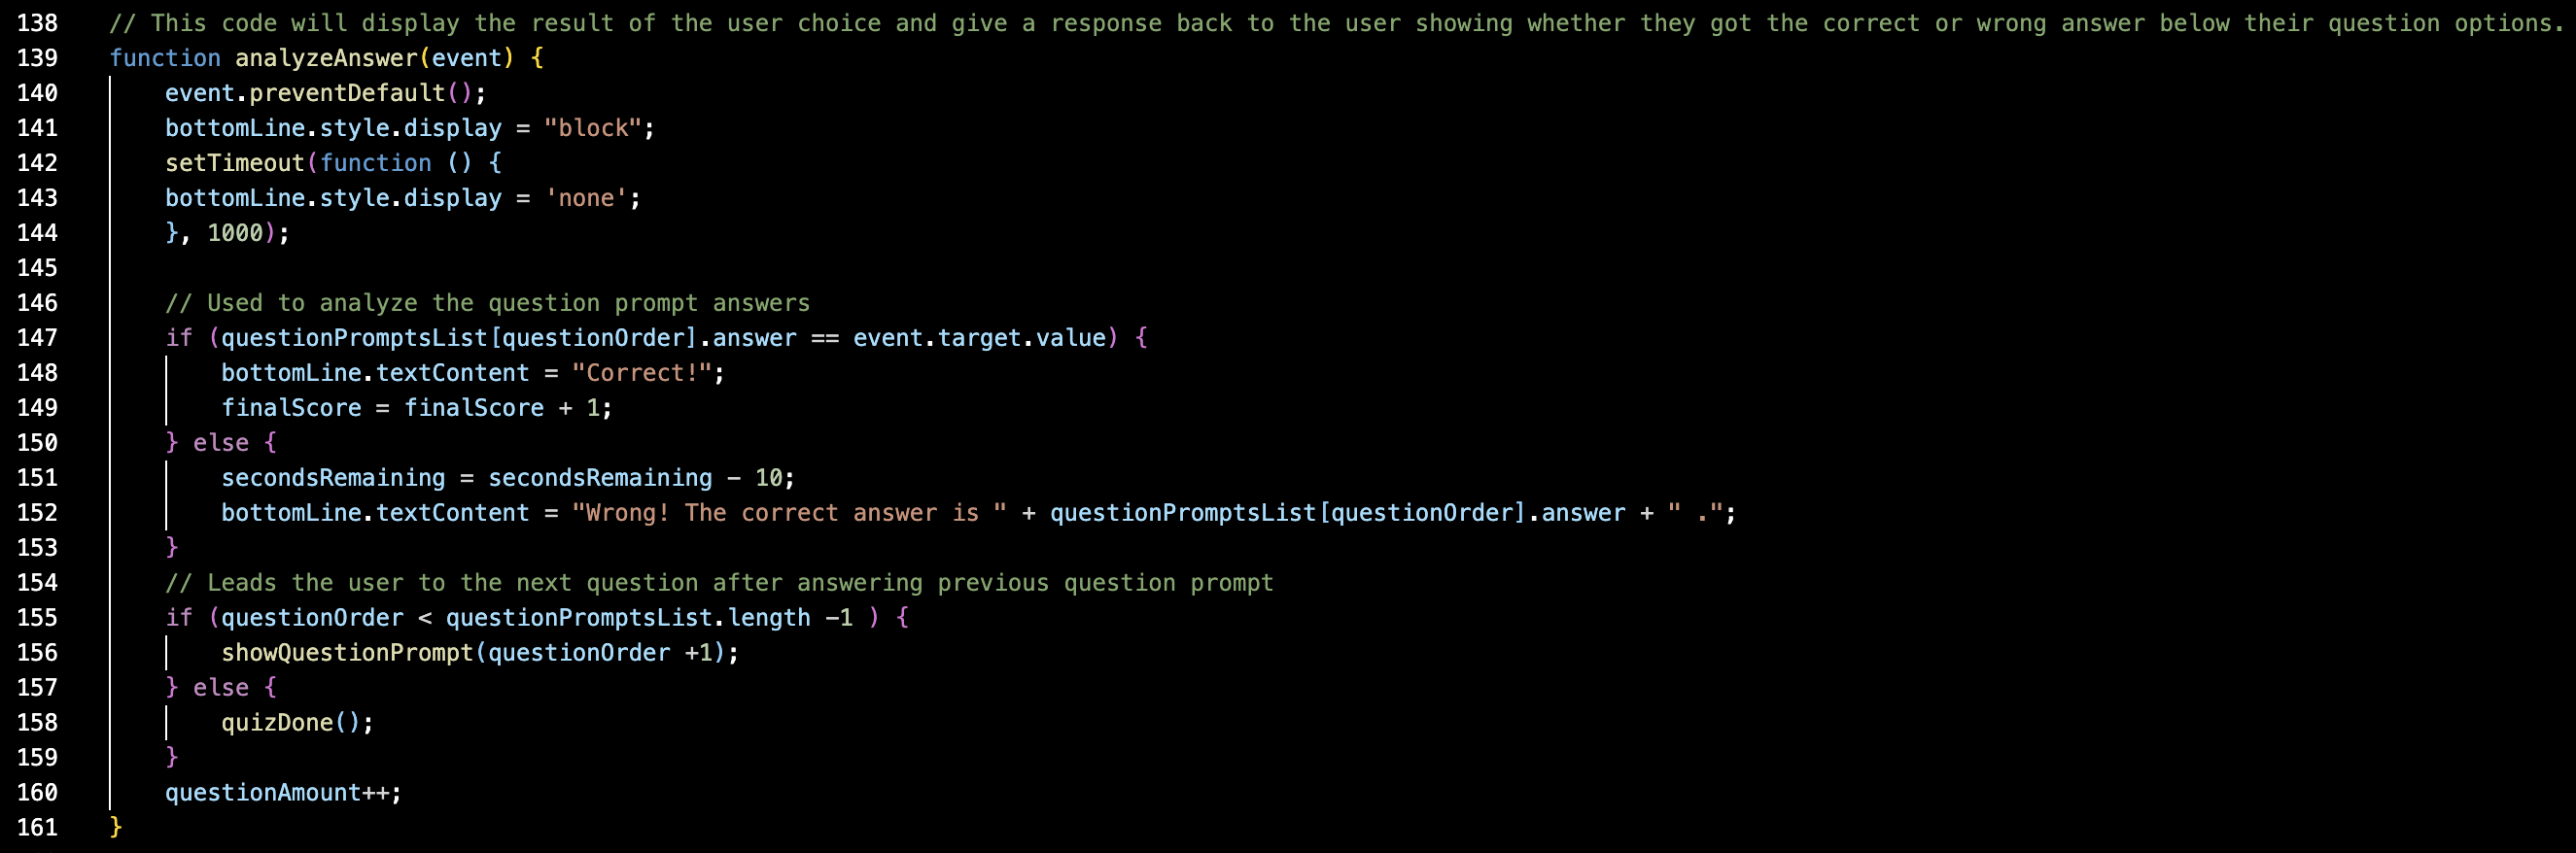 138 // This code will display the result of the user choice and give a response back to the user showing whether they got the correct or wrong answer below their question options.
139 function analyzeAnswer(event) {
140     event.preventDefault();
141     bottomLine.style.display = "block";
142     setTimeout(function () {
143     bottomLine.style.display = 'none';
144     }, 1000);
145
146     // Used to analyze the question prompt answers
147     if (questionPromptsList[questionOrder].answer == event.target.value) {
148         bottomLine.textContent = "Correct!";
149         finalScore = finalScore + 1;
150     } else {
151         secondsRemaining = secondsRemaining - 10;
152         bottomLine.textContent = "Wrong! The correct answer is " + questionPromptsList[questionOrder].answer + " .";
153     }
154     // Leads the user to the next question after answering previous question prompt
155     if (questionOrder < questionPromptsList.length -1 ) {
156         showQuestionPrompt(questionOrder +1);
157     } else {
158         quizDone();
159     }
160     questionAmount++;
161 }